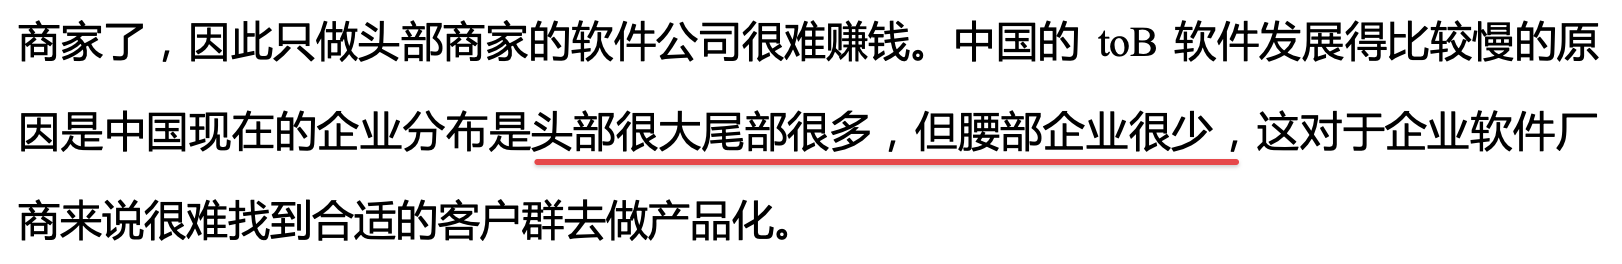 商家了，因此只做头部商家的软件公司很难赚钱。中国的 toB 软件发展得比较慢的原
因是中国现在的企业分布是头部很大尾部很多，但腰部企业很少，这对于企业软件厂
商来说很难找到合适的客户群去做产品化。